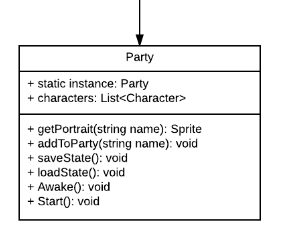 Party
+ static instance: Party
+ characters: List<Character>
+ getPortrait(string name): Sprite
+ addToParty(string name): void
+ saveState(): void
+ loadState(): void
+ Awake(): void
+ Start(): void